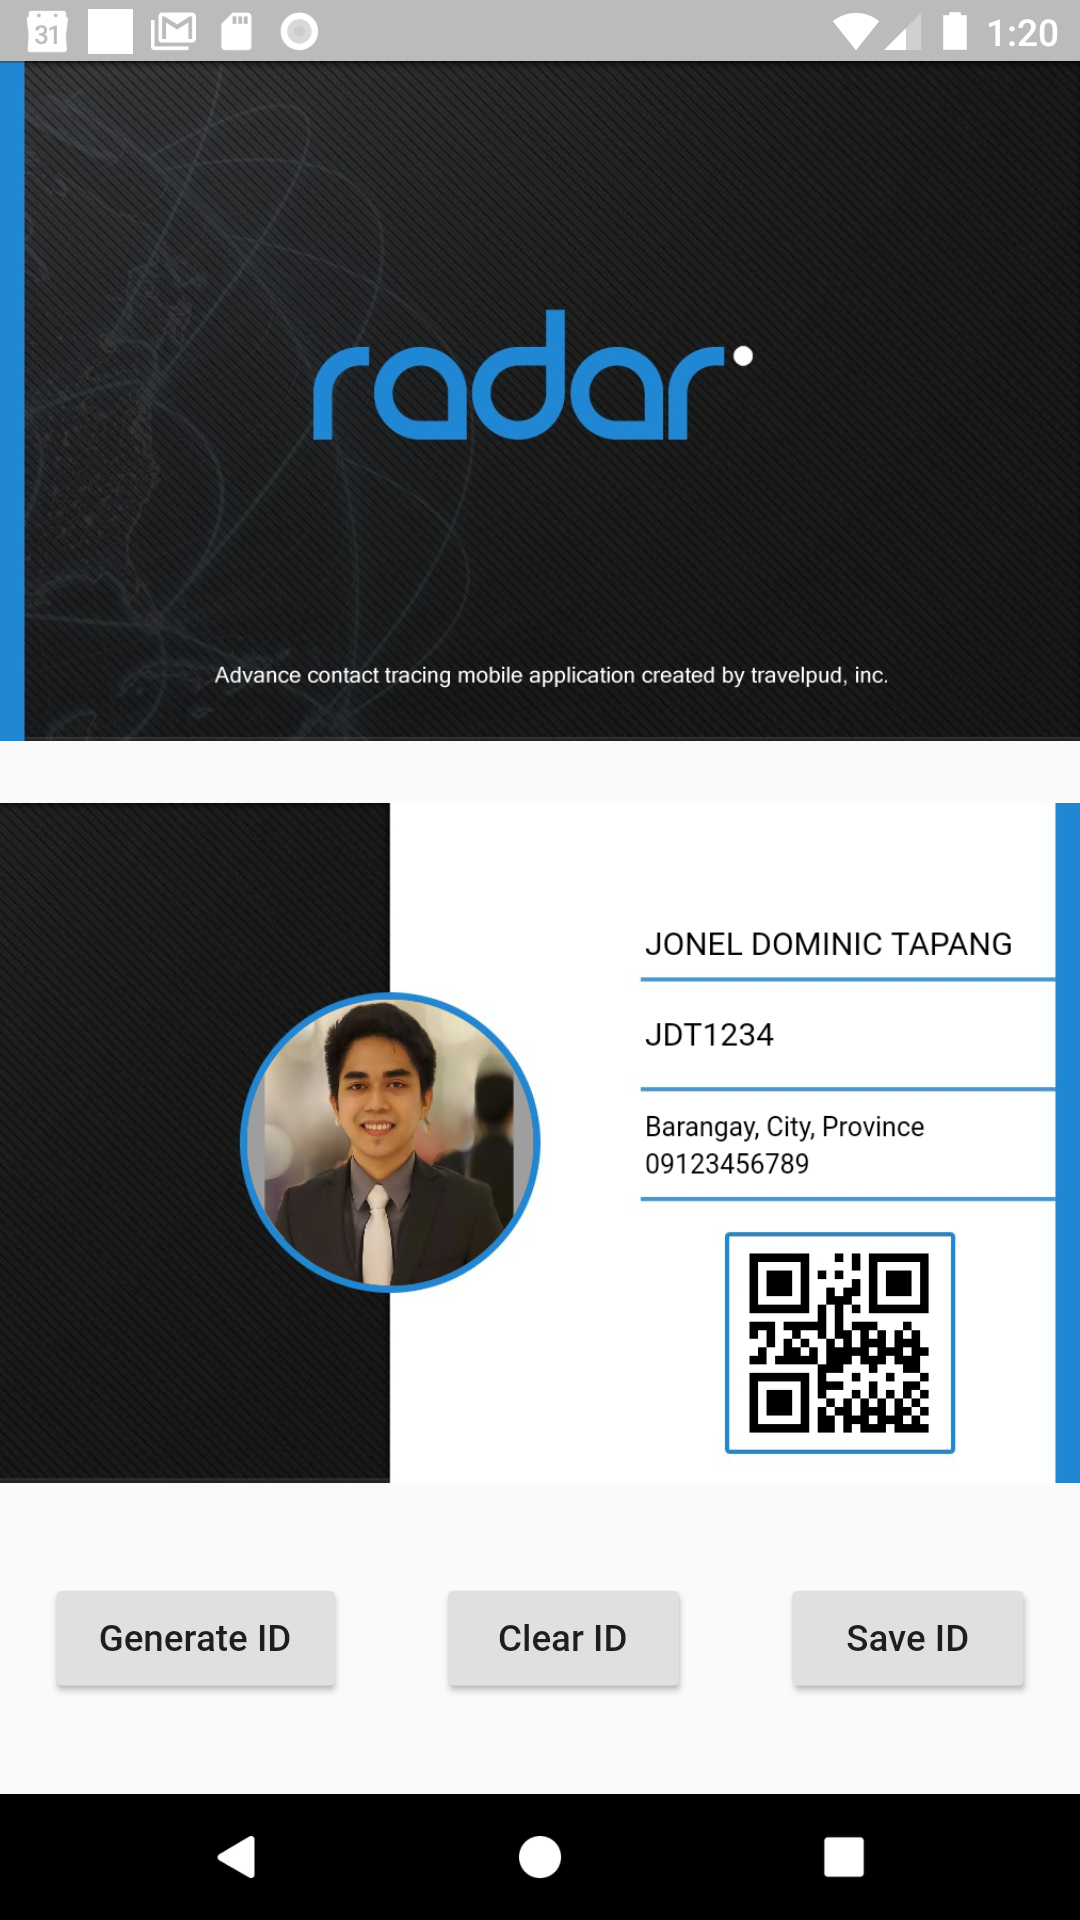 31
1:20
radar
Advance contact tracing mobile application created by travelpud, inc.
JONEL DOMINIC TAPANG
JDT1234
Barangay, City, Province
09123456789
Generate ID
Clear ID
Save ID